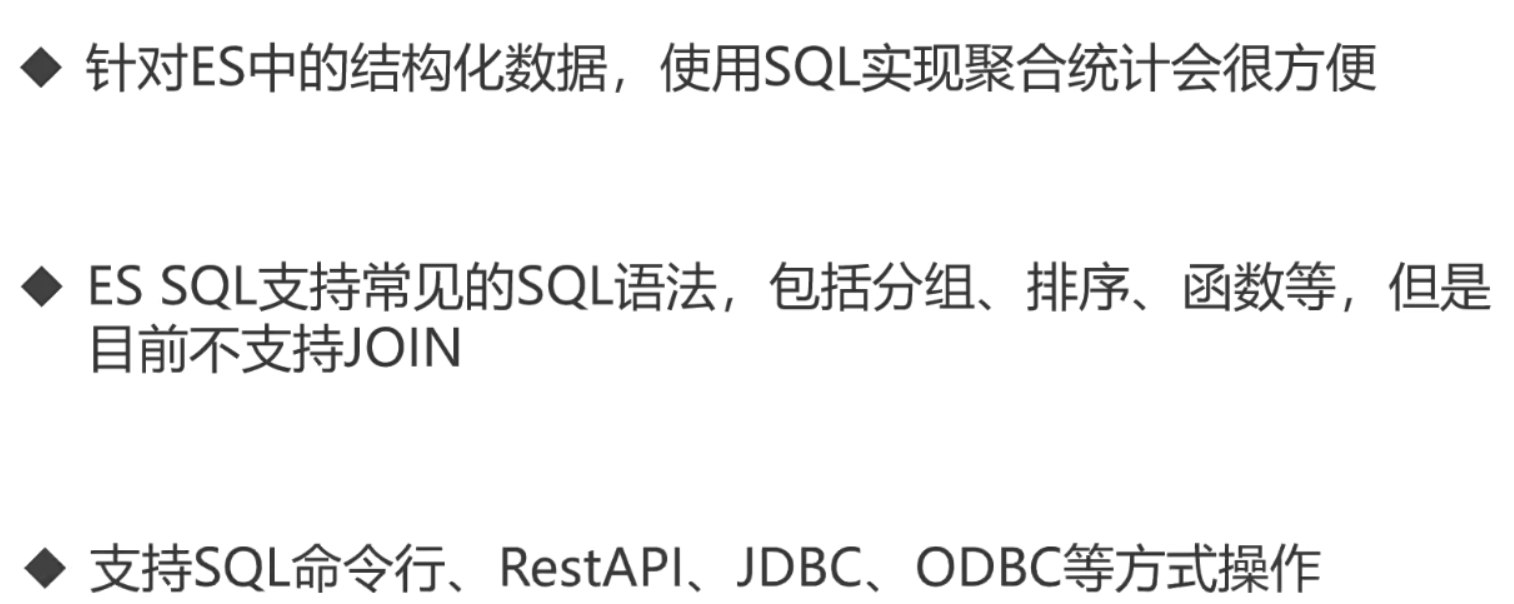 ◆ 针对ES中的结构化数据，使用SQL实现聚合统计会很方便
◆ ES SQL支持常见的SQL语法，包括分组、排序、函数等，但是
目前不支持JOIN
◆ 支持SQL命令行、RestAPI、JDBC、ODBC等方式操作